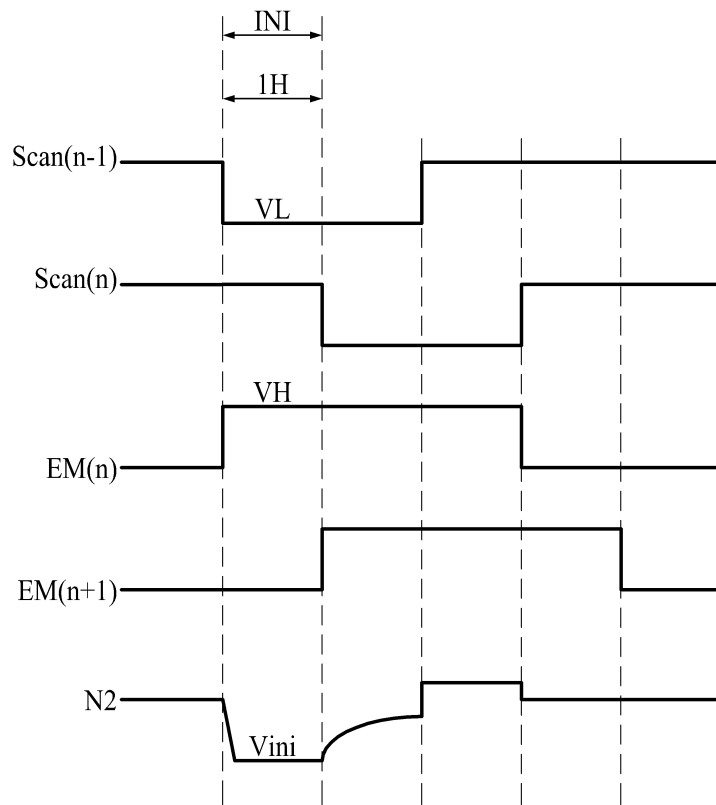 INI
1H
Scan(n-1)
VL
Scan(n)
VH
EM(n)
EM(n+1)
N2
Vini